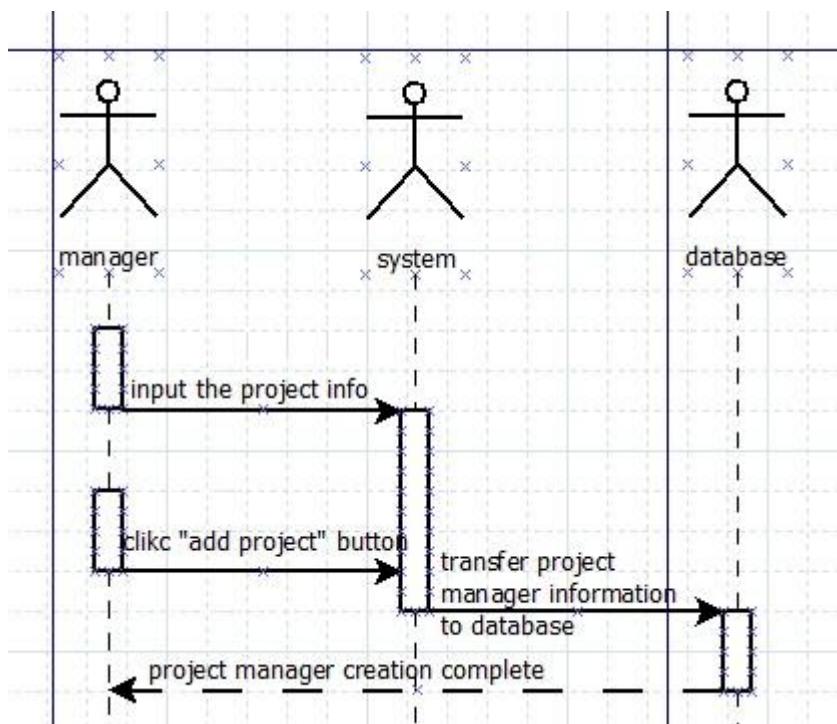 manager
system
database
input the project info
clikc "add project" button
transfer project
manager information
to database
project manager creation complete